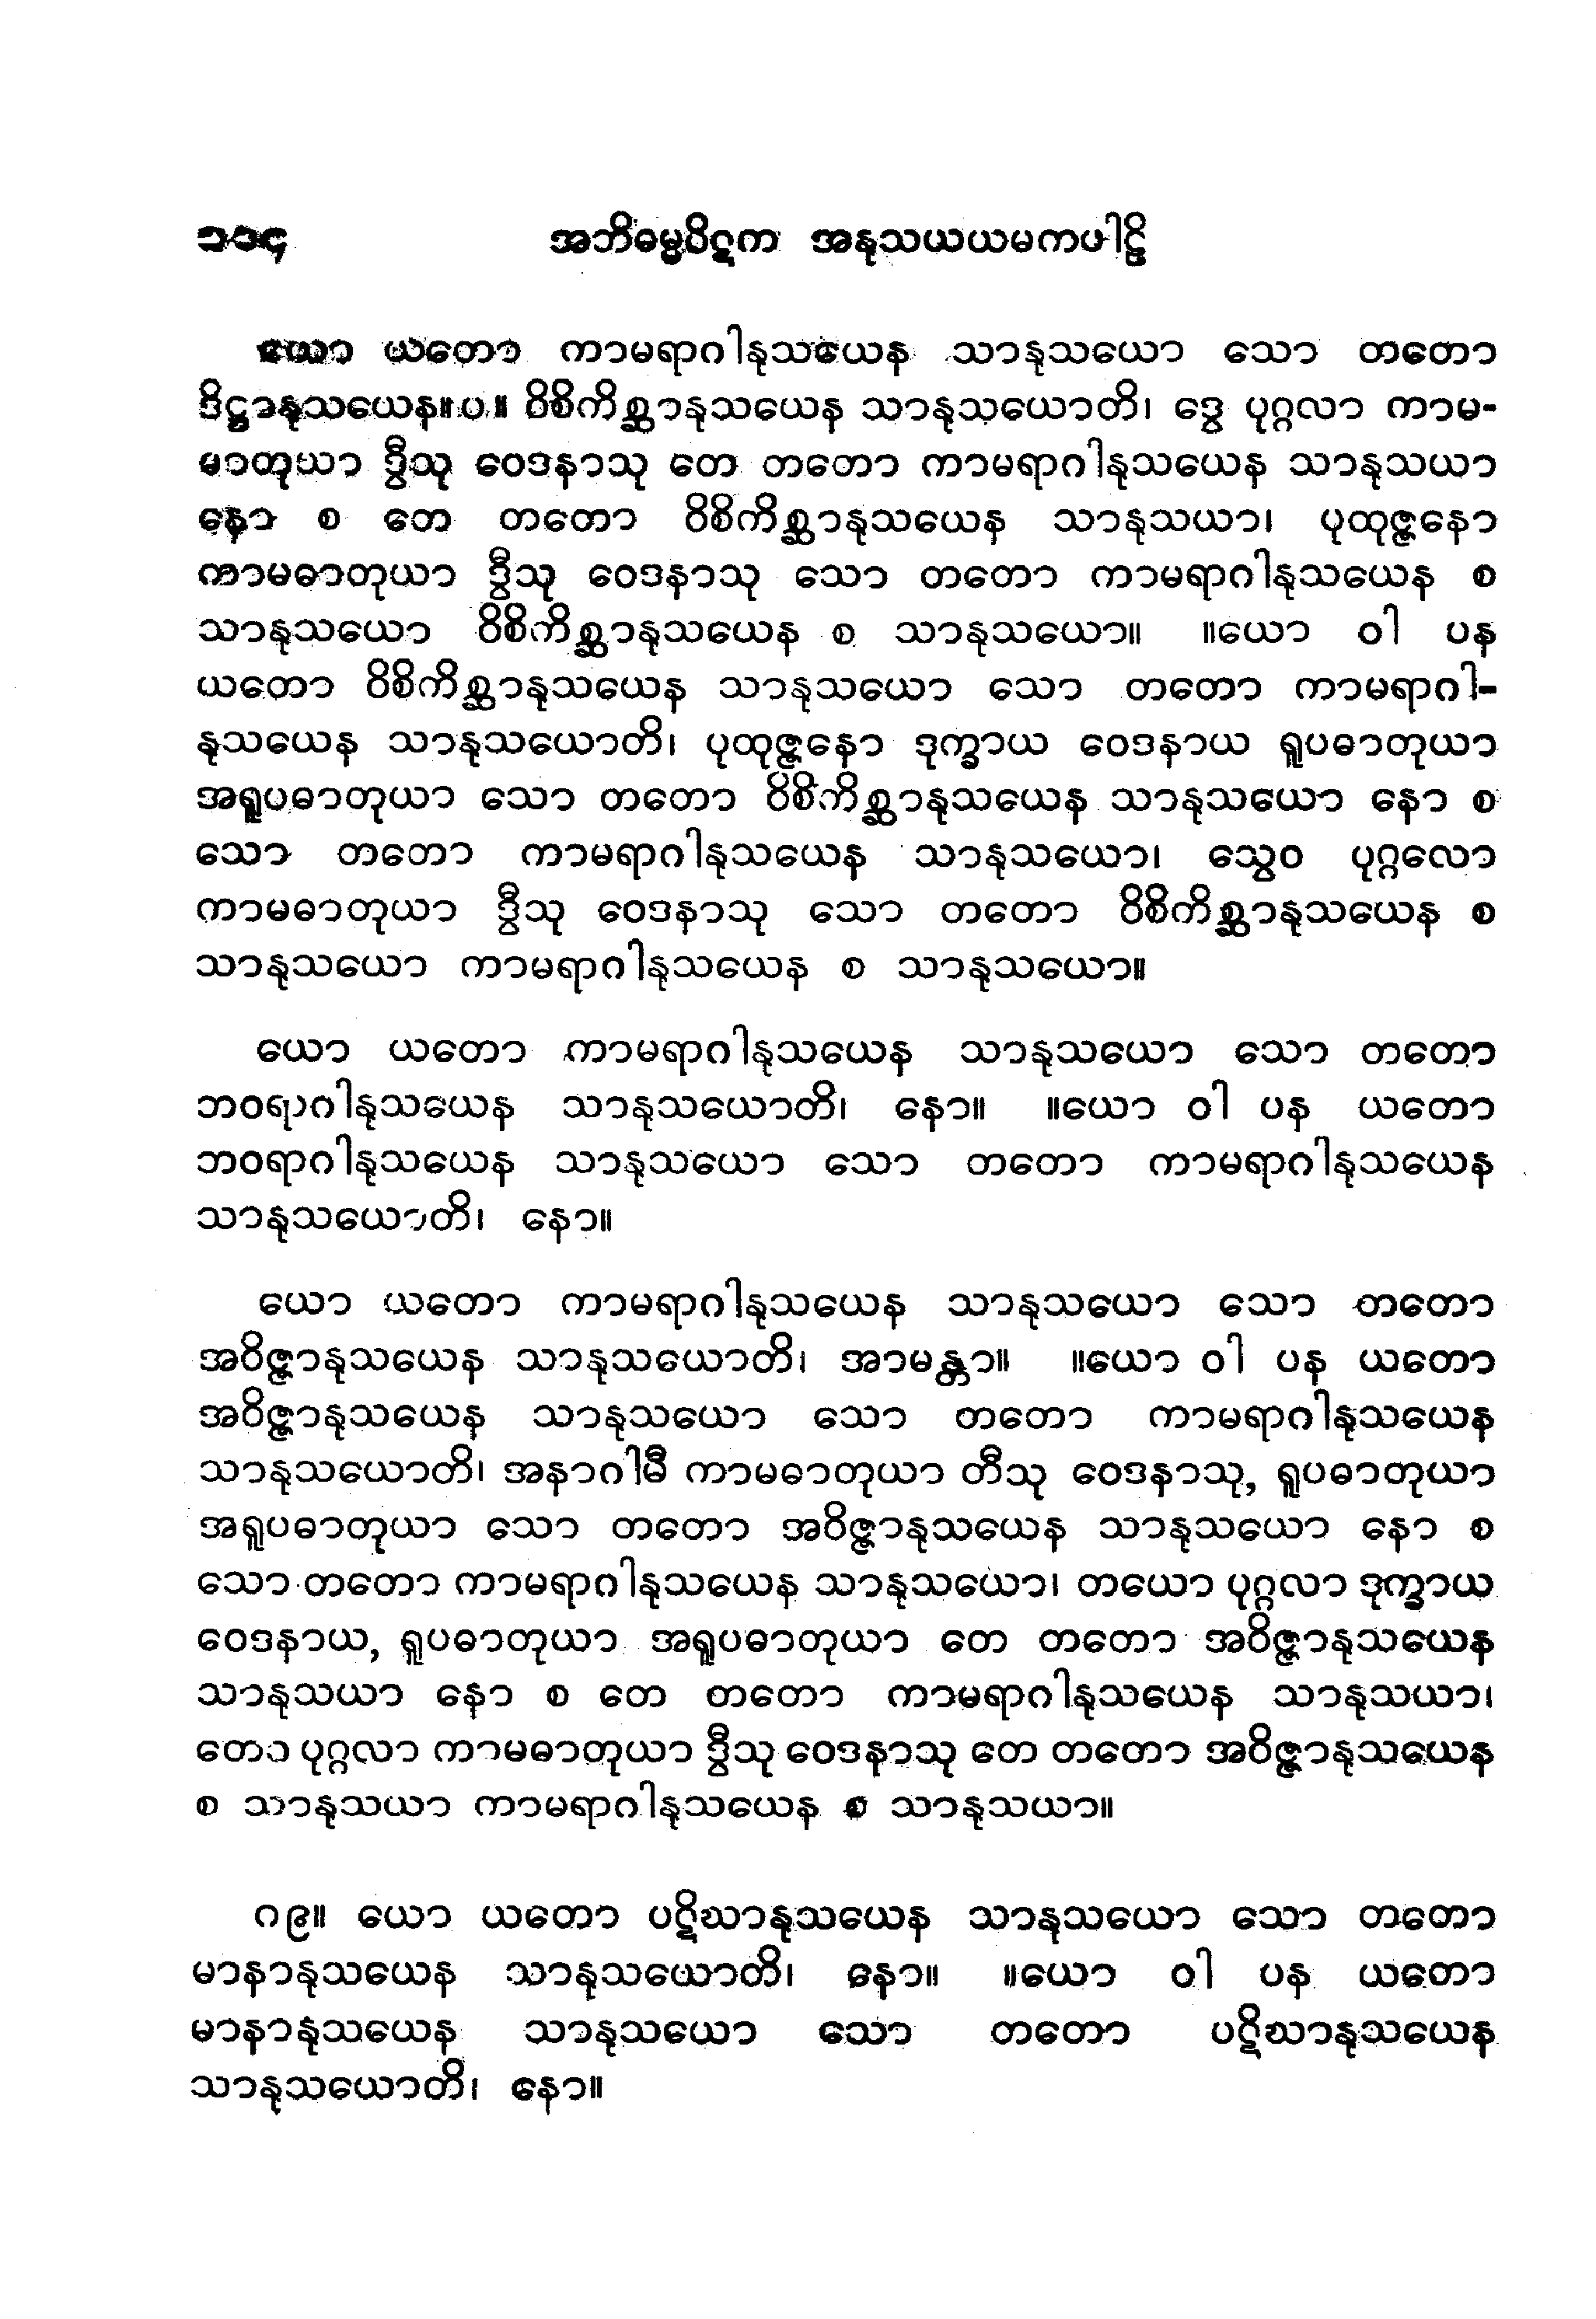 ၁၁၄ အဘိဓမ္မပိဋက အနုသယယမကပါဠိ
ယော ယတော ကာမရာဂါနုသယေန သာနုသယော သော တတော
ဒိဋ္ဌာနုသယေန။ပ။ ဝိစိကိစ္ဆာနုသယေန သာနုသယောတိ၊ ဒွေ ပုဂ္ဂလာ ကာမ-
ဓာတုယာ ဒွီသု ဝေဒနာသု တေ တတော ကာမရာဂါနုသယေန သာနုသယာ
နော စ တေ တတော ဝိစိကိစ္ဆာနုသယေန သာနုသယာ၊ ပုထုဇ္ဇနော
ကာမဓာတုယာ ဒွီသု ဝေဒနာသု သော တတော ကာမရာဂါနုသယေန စ
သာနုသယော ဝိစိကိစ္ဆာနုသယေန စ သာနုသယော။ ။ယော ဝါ ပန
ယတော ဝိစိကိစ္ဆာနုသယေန သာနုသယော သော တတော ကာမရာဂါ-
နုသယေန သာနုသယောတိ၊ ပုထုဇ္ဇနော ဒုက္ခာယ ဝေဒနာယ ရူပဓာတုယာ
အရူပဓာတုယာ သော တတော ဝိစိကိစ္ဆာနုသယေန သာနုသယော နော စ
သော တတော ကာမရာဂါနုသယေန သာနုသယော၊ သွေဝ ပုဂ္ဂလော
ကာမဓာတုယာ ဒွီသု ဝေဒနာသု သော တတော ဝိစိကိစ္ဆာနုသယေန စ
သာနုသယော ကာမရာဂါနုသယေန စ သာနုသယော။
ယော ယတော ကာမရာဂါနုသယေန သာနုသယော သော တတော
ဘဝရာဂါနုသယေန သာနုသယောတိ၊ နော။ ။ယော ဝါ ပန ယတော
ဘဝရာဂါနုသယေန သာနုသယော သော တတော ကာမရာဂါနုသယေန
သာနုသယောတိ၊ နော။
ယော ယတော ကာမရာဂါနုသယေန သာနုသယော သော တတော
အဝိဇ္ဇာနုသယေန သာနုသယောတိ၊ အာမန္တာ။ ။ယော ဝါ ပန ယတော
အဝိဇ္ဇာနုသယေန သာနုသယော သော တတော ကာမရာဂါနုသယေန
သာနုသယောတိ၊ အနာဂါမီ ကာမဓာတုယာ တီသု ဝေဒနာသု, ရူပဓာတုယာ
အရူပဓာတုယာ သော တတော အဝိဇ္ဇာနုသယေန သာနုသယော နော စ
သော တတော ကာမရာဂါနုသယေန သာနုသယော၊ တယော ပုဂ္ဂလာ ဒုက္ခာယ
ဝေဒနာယ, ရူပဓာတုယာ အရူပဓာတုယာ တေ တတော အဝိဇ္ဇာနုသယေန
သာနုသယာ နော စ တေ တတော ကာမရာဂါနုသယေန သာနုသယာ၊
တေဝ ပုဂ္ဂလာ ကာမဓာတုယာ ဒွီသု ဝေဒနာသု တေ တတော အဝိဇ္ဇာနုသယေန
စ သာနုသယာ ကာမရာဂါနုသယေန စ သာနုသယာ။
ဂ၉။ ယော ယတော ပဋိဃာနုသယေန သာနုသယော သော တတော
မာနာနုသယေန သာနုသယောတိ၊ နော။ ။ယော ဝါ ပန ယတော
မာနာနုသယေန သာနုသယော သော တတော ပဋိဃာနုသယေန
သာနုသယောတိ၊ နော။